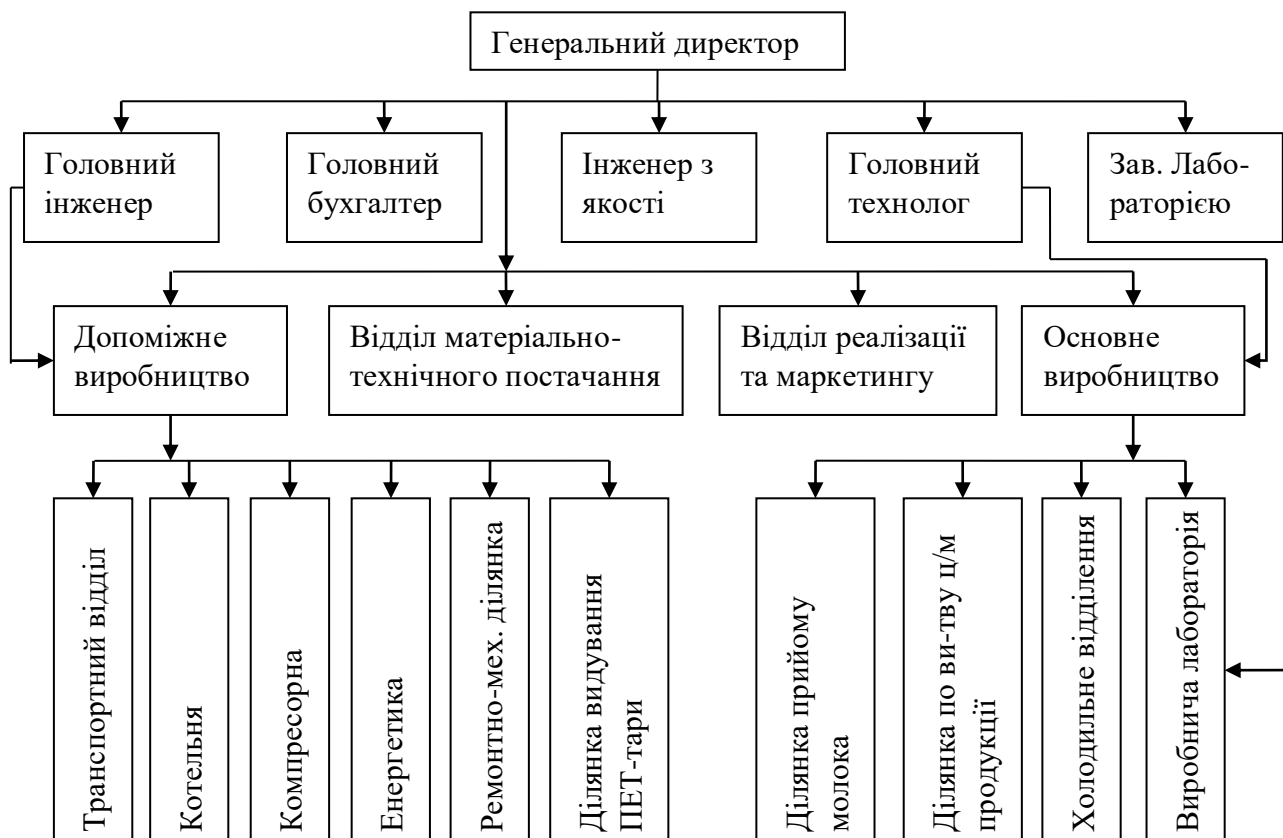 Генеральний директор
Головний
інженер
Головний
бухгалтер
Інженер з
якості
Головний
технолог
Зав. Лабо-
раторією
Допоміжне
виробництво
Відділ матеріально-
технічного постачання
Відділ реалізації
та маркетингу
Основне
виробництво
Транспортний відділ
Котельня
Компресорна
Енергетика
Ремонтно-мех. ділянка
Ділянка видування
ПЕТ-тари
Ділянка прийому
молока
Ділянка по ви-тву ц/м
продукції
Холодильне відділення
Виробнича лабораторія